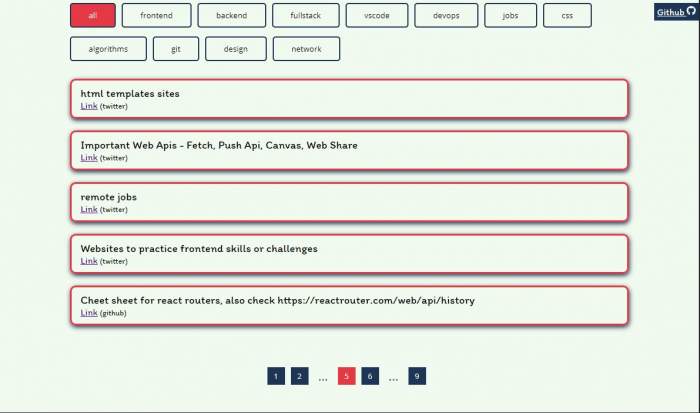 all frontend backend fullstack vscode devops jobs css
Github
algorithms git design network
html templates sites
Link (twitter)
Important Web Apis - Fetch, Push Api, Canvas, Web Share
Link (twitter)
remote jobs
Link (twitter)
Websites to practice frontend skills or challenges
Link (twitter)
Cheet sheet for react routers, also check https://reactrouter.com/web/api/history
Link (github)
1 2 ... 5 6 ... 9